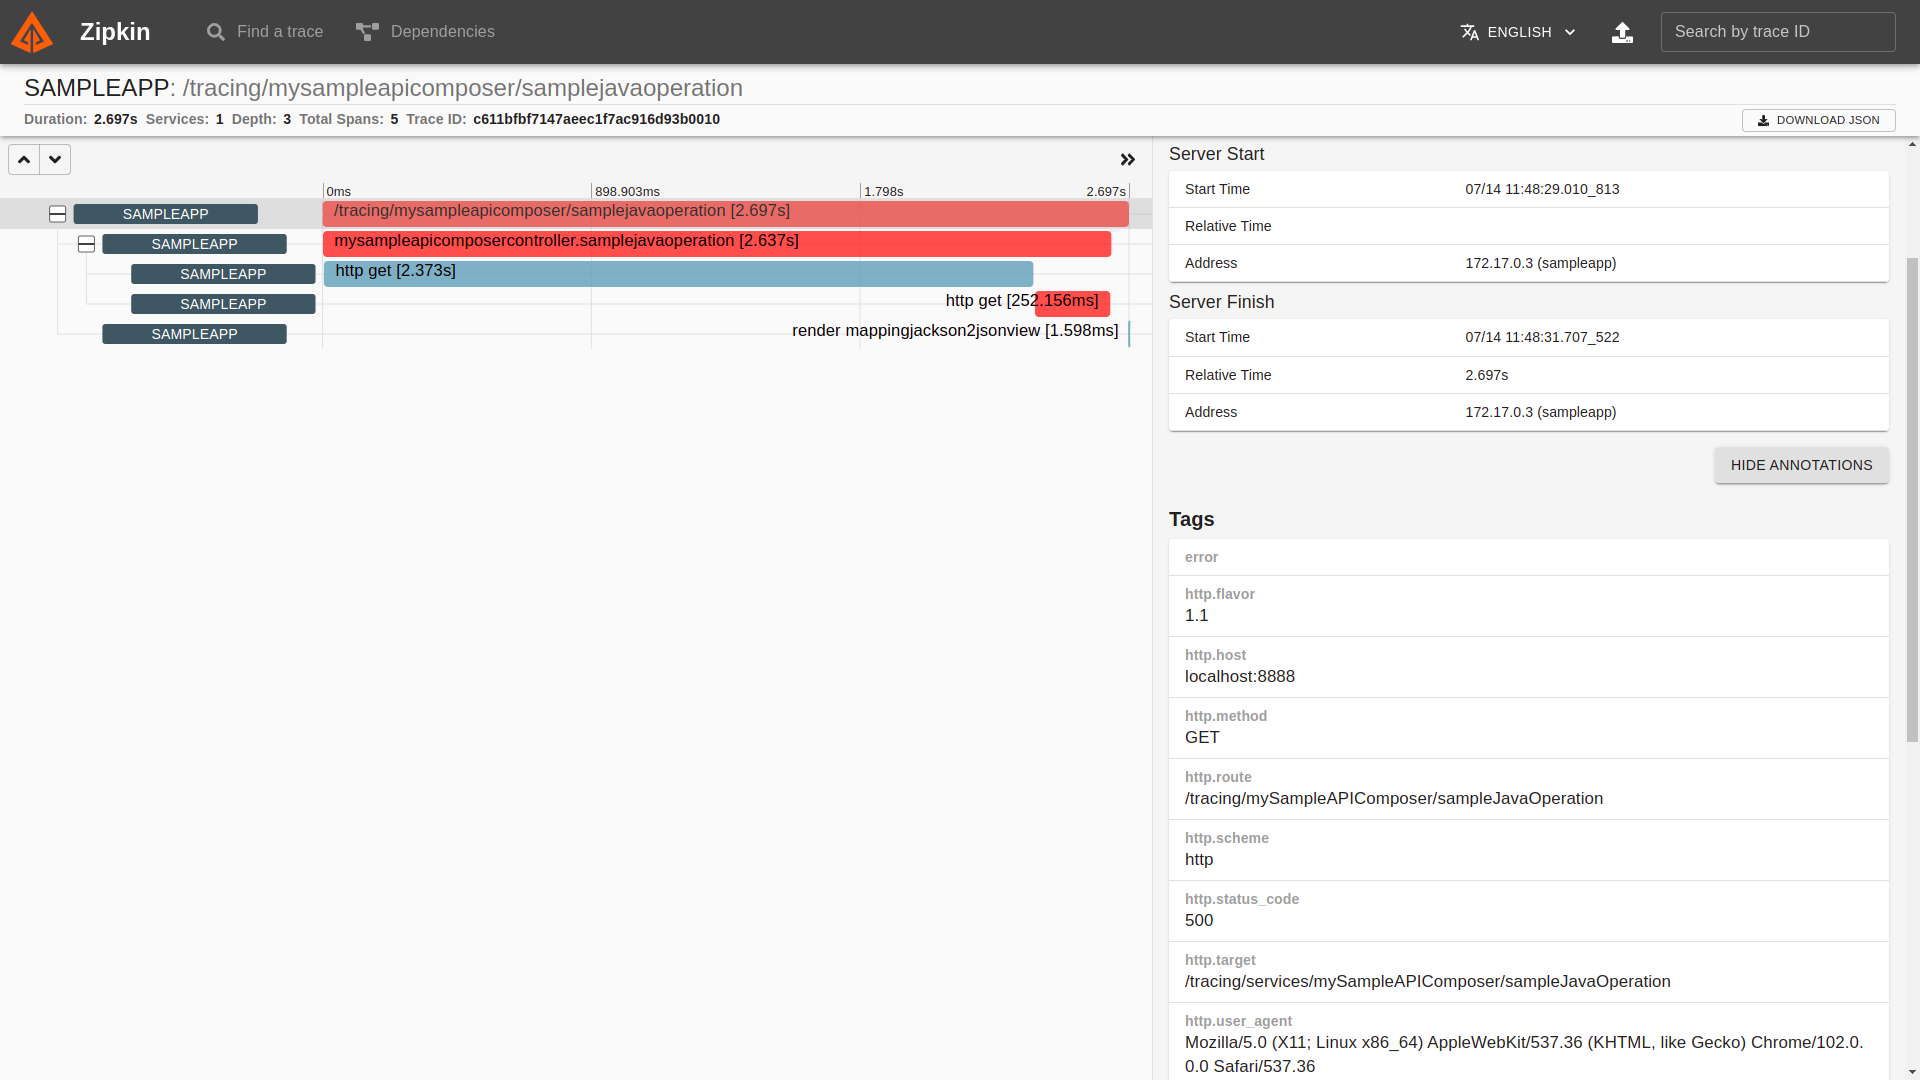 Zipkin
Find a trace
Dependencies
ENGLISH
Search by trace ID
SAMPLEAPP: /tracing/mysampleapicomposer/samplejavaoperation
Duration: 2.697s Services: 1 Depth: 3 Total Spans: 5 Trace ID: c611bfbf7147aeec1f7ac916d93b0010
DOWNLOAD JSON
0ms 898.903ms 1.798s 2.697s
SAMPLEAPP /tracing/mysampleapicomposer/samplejavaoperation [2.697s]
SAMPLEAPP mysampleapicomposercontroller.samplejavaoperation [2.637s]
SAMPLEAPP http get [2.373s]
SAMPLEAPP http get [252.156ms]
SAMPLEAPP render mappingjackson2jsonview [1.598ms]
Server Start
Start Time 07/14 11:48:29.010_813
Relative Time
Address 172.17.0.3 (sampleapp)
Server Finish
Start Time 07/14 11:48:31.707_522
Relative Time 2.697s
Address 172.17.0.3 (sampleapp)
HIDE ANNOTATIONS
Tags
error
http.flavor
1.1
http.host
localhost:8888
http.method
GET
http.route
/tracing/mySampleAPIComposer/sampleJavaOperation
http.scheme
http
http.status_code
500
http.target
/tracing/services/mySampleAPIComposer/sampleJavaOperation
http.user_agent
Mozilla/5.0 (X11; Linux x86_64) AppleWebKit/537.36 (KHTML, like Gecko) Chrome/102.0.
0.0 Safari/537.36